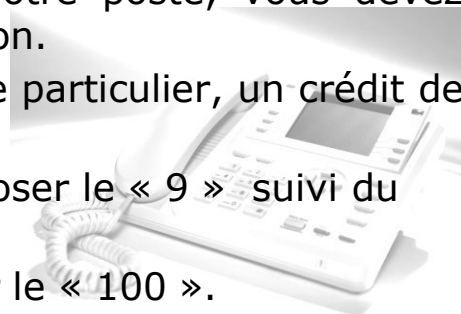 otre poste, vous devez
on.
e particulier, un crédit de
oser le « 9 » suivi du
r le « 100 ».